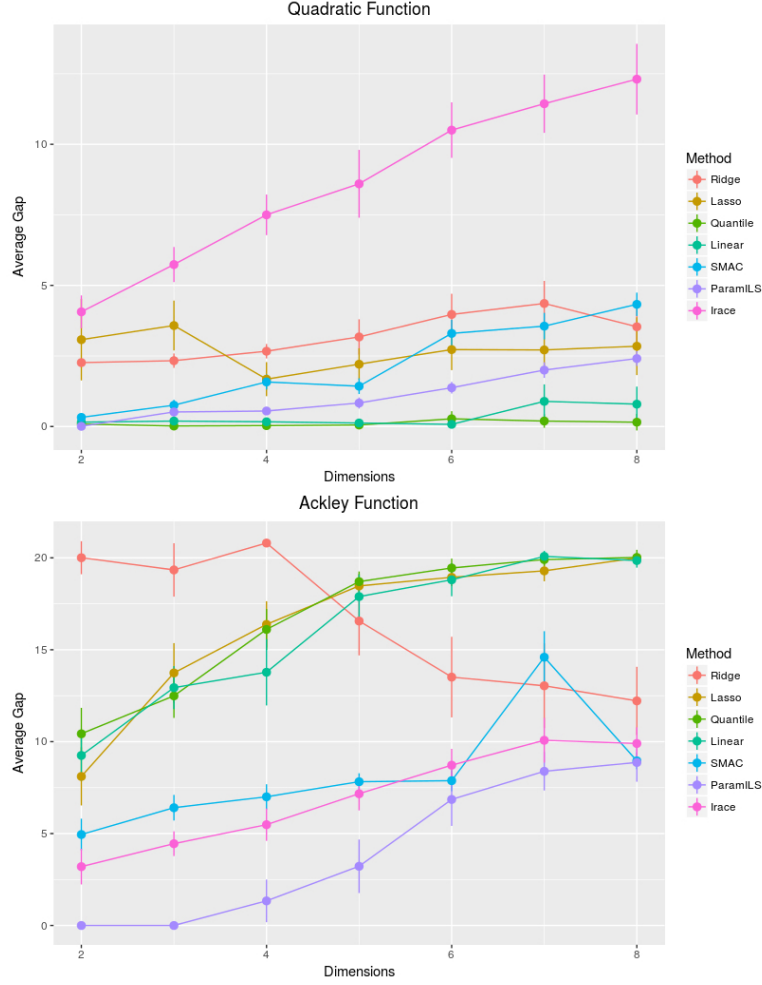 Quadratic Function
10
5
0
Average Gap
2 4 6 8
Dimensions
Method
Ridge
Lasso
Quantile
Linear
SMAC
ParamILS
Irace
Ackley Function
20
15
10
5
0
Average Gap
2 4 6 8
Dimensions
Method
Ridge
Lasso
Quantile
Linear
SMAC
ParamILS
Irace